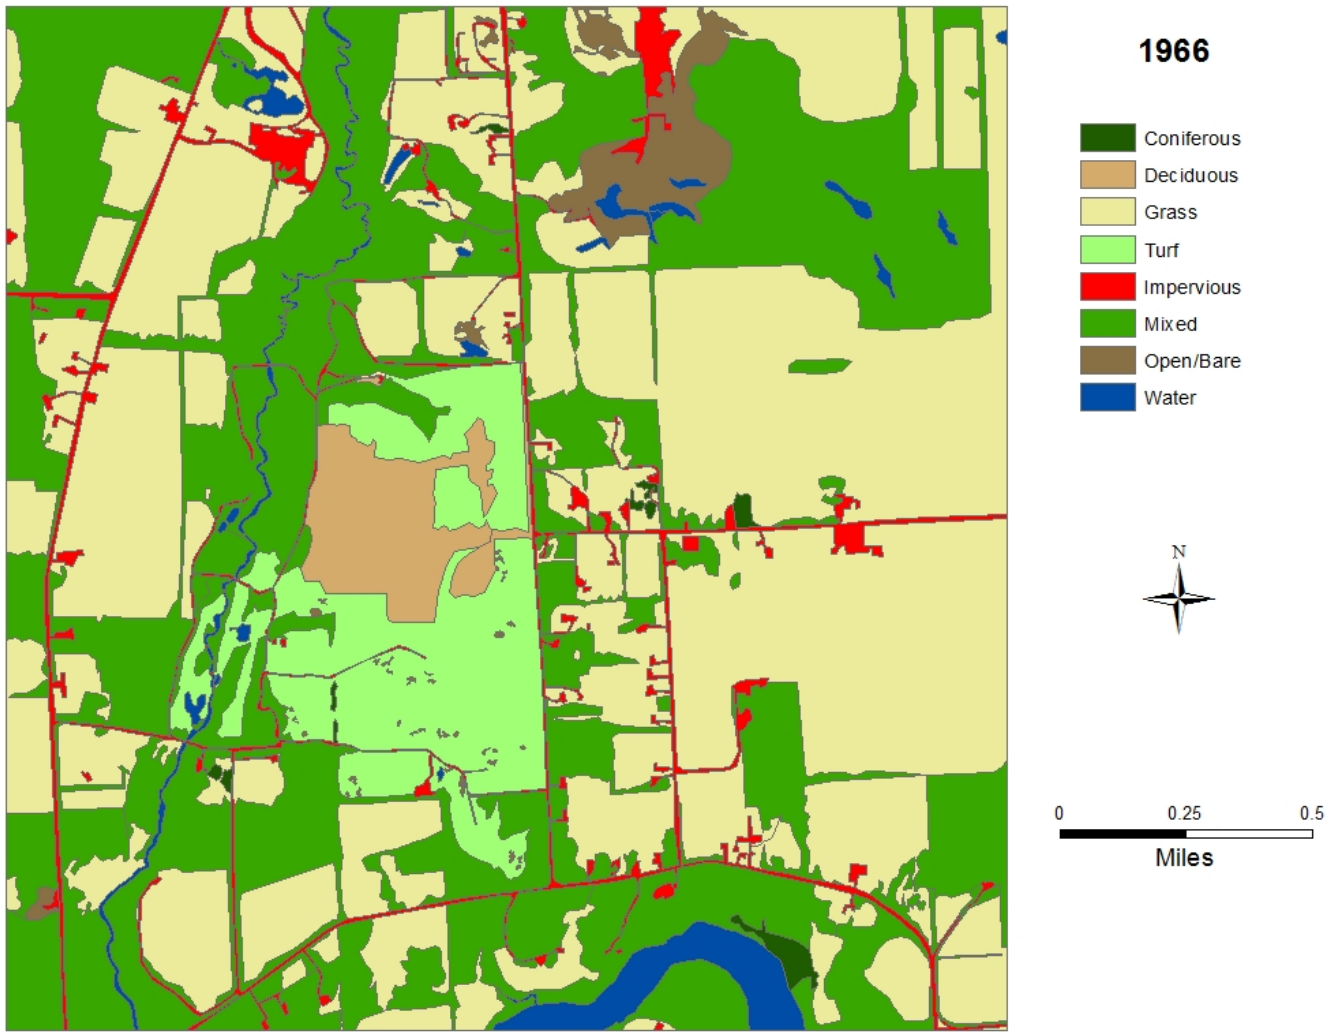 1966
Coniferous
Deciduous
Grass
Turf
Impervious
Mixed
Open/Bare
Water
N
0 0.25 0.5
Miles